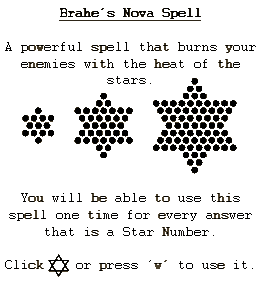 Brahe´s Nova Spell
A powerful spell that burns your
enemies with the heat of the
stars.
You will be able to use this
spell one time for every answer
that is a Star Number.
Click or press ´w´ to use it.